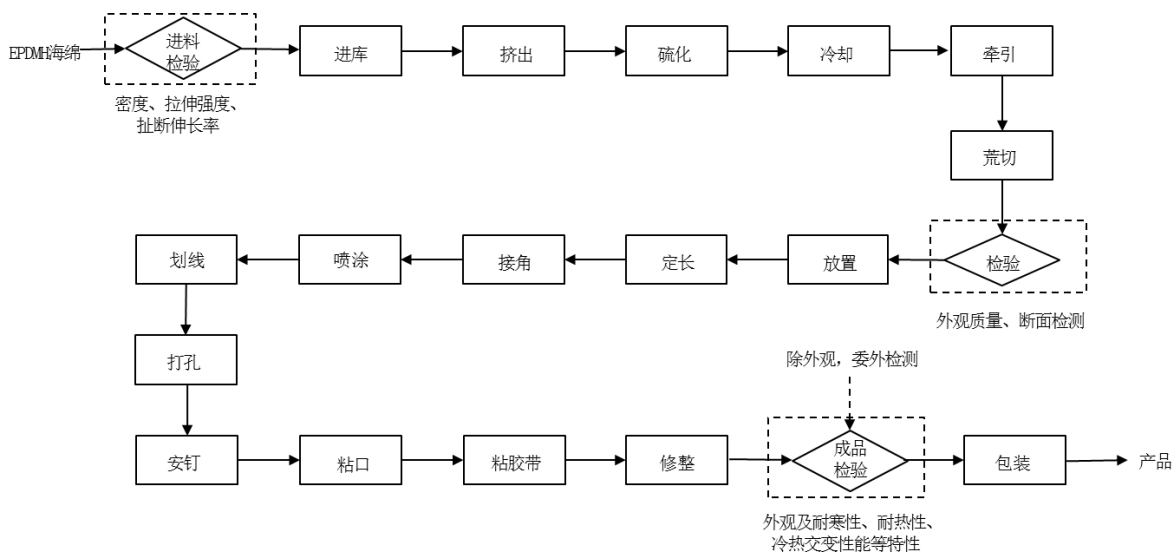 EPDMH海绵
进料
检验
进库
挤出
硫化
冷却
牵引
密度、拉伸强度、
扯断伸长率
荒切
划线
喷涂
接角
定长
放置
检验
外观质量、断面检测
打孔
除外观，委外检测
安钉
粘口
粘胶带
修整
成品
检验
包装
产品
外观及耐寒性、耐热性、
冷热交变性能等特性